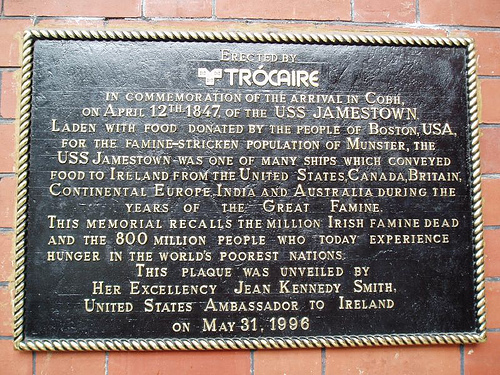 ERECTED BY
TRÓCAIRE
IN COMMEMORATION OF THE ARRIVAL IN COBH,
ON APRIL 12TH 1847, OF THE USS JAMESTOWN.
LADEN WITH FOOD DONATED BY THE PEOPLE OF BOSTON, USA,
FOR THE FAMINE-STRICKEN POPULATION OF MUNSTER, THE
USS JAMESTOWN WAS ONE OF MANY SHIPS WHICH CONVEYED
FOOD TO IRELAND FROM THE UNITED STATES, CANADA, BRITAIN,
CONTINENTAL EUROPE, INDIA AND AUSTRALIA DURING THE
YEARS OF THE GREAT FAMINE.
THIS MEMORIAL RECALLS THE MILLION IRISH FAMINE DEAD
AND THE 800 MILLION PEOPLE WHO TODAY EXPERIENCE
HUNGER IN THE WORLD'S POOREST NATIONS.
THIS PLAQUE WAS UNVEILED BY
HER EXCELLENCY JEAN KENNEDY SMITH,
UNITED STATES AMBASSADOR TO IRELAND
ON MAY 31, 1996